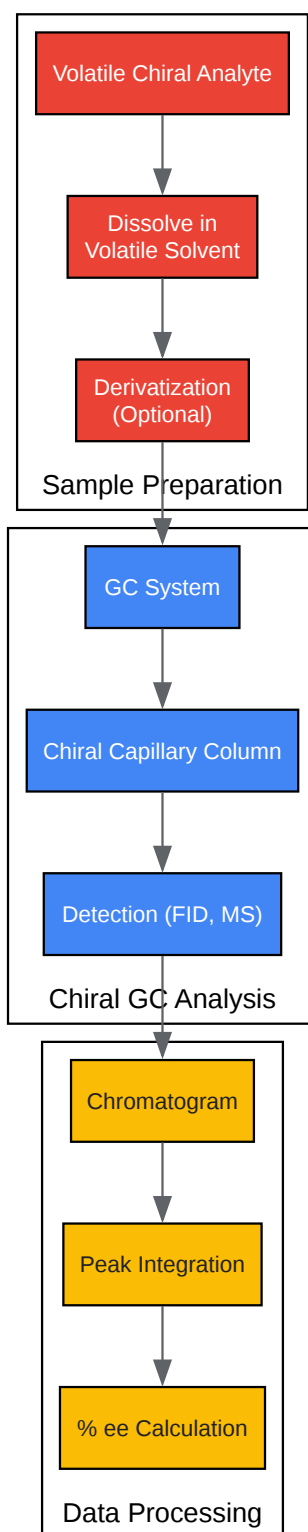 Volatile Chiral Analyte
Dissolve in
Volatile Solvent
Derivatization
(Optional)
Sample Preparation
GC System
Chiral Capillary Column
Detection (FID, MS)
Chiral GC Analysis
Chromatogram
Peak Integration
% ee Calculation
Data Processing